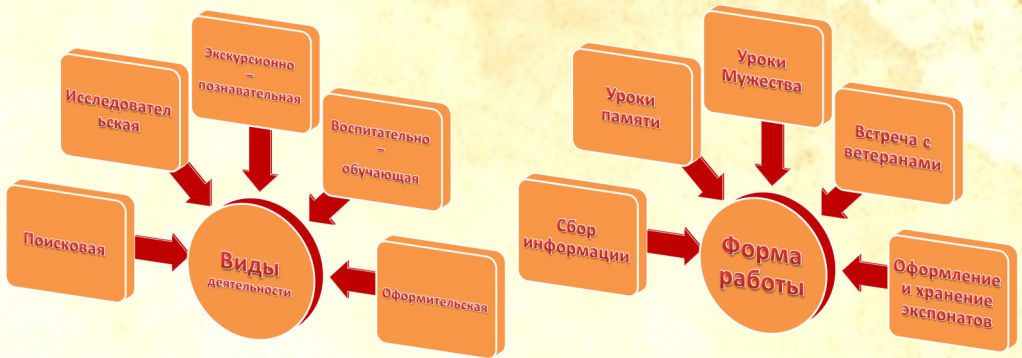 Поисковая
Исследовател
ьская
Экскурсионно
–
познавательная
Воспитательно
–
обучающая
Оформительская
Виды
деятельности
Сбор
информации
Уроки
памяти
Уроки
Мужества
Встреча с
ветеранами
Оформление
и хранение
экспонатов
Форма
работы